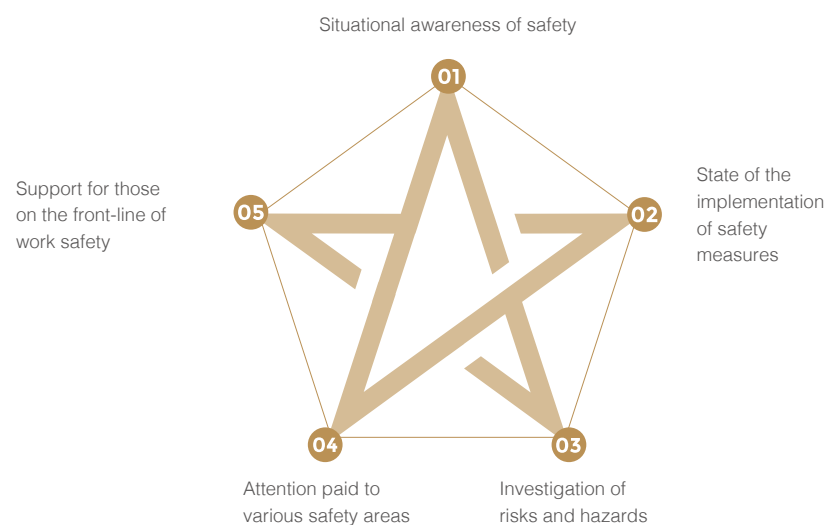 Situational awareness of safety
01
State of the
implementation
of safety
measures
02
Support for those
on the front-line of
work safety
05
04
03
Attention paid to
various safety areas
Investigation of
risks and hazards